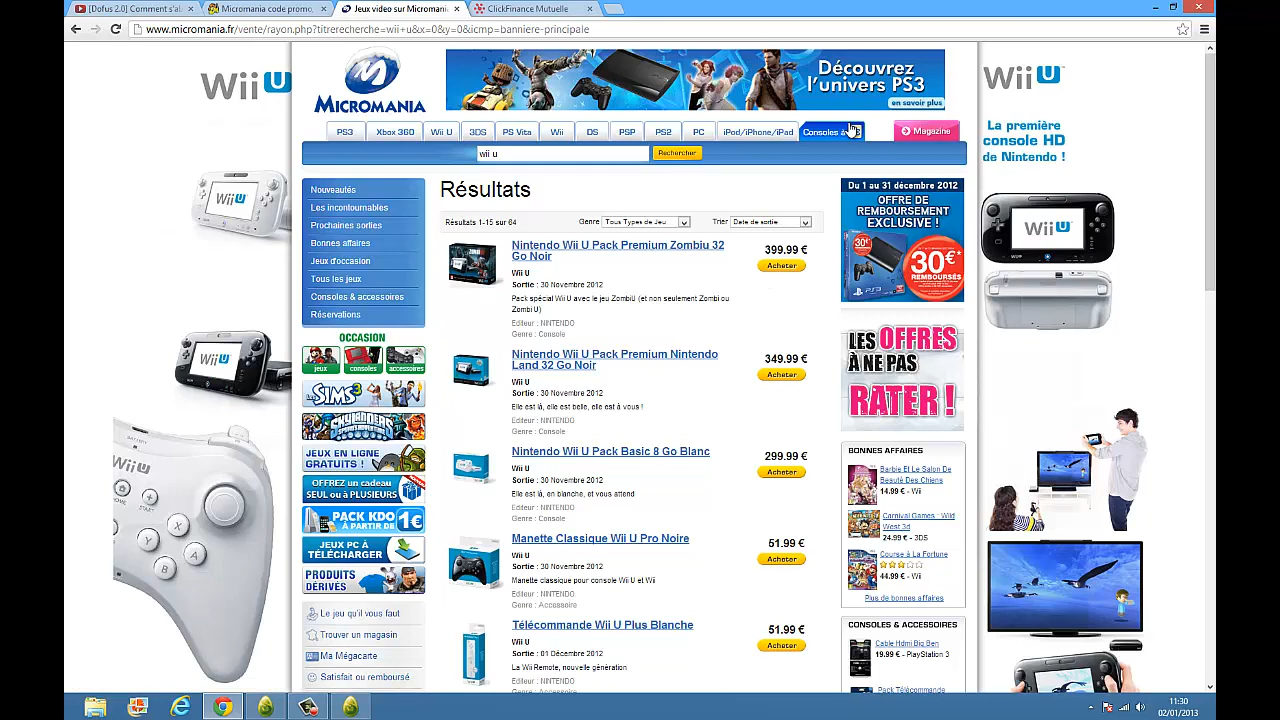 [Dofus 2.0] Comment s'al
Micromania code promo,
Jeux video sur Micromani
ClickFinance Mutuelle
www.micromania.fr/vente/rayon.php?titrerecherche=wii+u&x=0&y=0&icmp=banniere-principale
Wii U
MICROMANIA
Découvrez
l'univers PS3
en savoir plus
Wii U
La première
console HD
de Nintendo !
PS3
Xbox 360
Wii U
3DS
PS Vita
Wii
DS
PSP
PS2
PC
iPod/iPhone/iPad
Consoles
Magazine
wii u
Rechercher
Nouveautés
Les incontournables
Prochaines sorties
Bonnes affaires
Jeux d'occasion
Tous les jeux
Consoles & accessoires
Réservations
OCCASION
jeux
consoles
accessoires
LES SIMS 3
SKYLANDERS
JEUX EN LIGNE
GRATUITS !
OFFREZ un cadeau
SEUL ou à PLUSIEURS
PACK KDO
À PARTIR DE 1€
JEUX PC À
TÉLÉCHARGER
PRODUITS
DÉRIVÉS
Le jeu qu'il vous faut
Trouver un magasin
Ma Mégacarte
Satisfait ou remboursé
Résultats
Résultats 1-15 sur 64
Genre
Tous Types de Jeu
Trier
Date de sortie
Nintendo Wii U Pack Premium Zombiu 32
Go Noir
399.99 €
Acheter
Wii U
Sortie : 30 Novembre 2012
Pack spécial Wii U avec le jeu ZombiU (et non seulement Zombi ou
Zombi U)
Editeur : NINTENDO
Genre : Console
Nintendo Wii U Pack Premium Nintendo
Land 32 Go Noir
349.99 €
Acheter
Wii U
Sortie : 30 Novembre 2012
Elle est là, elle est belle, elle est à vous !
Editeur : NINTENDO
Genre : Console
Nintendo Wii U Pack Basic 8 Go Blanc
299.99 €
Acheter
Wii U
Sortie : 30 Novembre 2012
Elle est là, en blanche, et vous attend
Editeur : NINTENDO
Genre : Console
Manette Classique Wii U Pro Noire
51.99 €
Acheter
Wii U
Sortie : 30 Novembre 2012
Manette classique pour console Wii U et Wii
Editeur : NINTENDO
Genre : Accessoire
Télécommande Wii U Plus Blanche
51.99 €
Acheter
Wii U
Sortie : 01 Décembre 2012
La Wii Remote, nouvelle génération
Editeur : NINTENDO
Genre : Accessoire
Du 1 au 31 décembre 2012
OFFRE DE
REMBOURSEMENT
EXCLUSIVE !
30€
30€*
REMBOURSÉS
LES OFFRES
À NE PAS
RATER !
BONNES AFFAIRES
Barbie Et Le Salon De
Beauté Des Chiens
14.99 € - Wii
Carnival Games : Wild
West 3d
24.99 € - 3DS
Course à La Fortune
44.99 € - Wii
Plus de bonnes affaires
CONSOLES & ACCESSOIRES
Cable Hdmi Big Ben
19.99 € - PlayStation 3
Pack Télécommande
Wii U
Wii U
Wii U
Wii U
BATTERY
Wii U
HOME
START
X
Y
A
B
11:30
02/01/2013